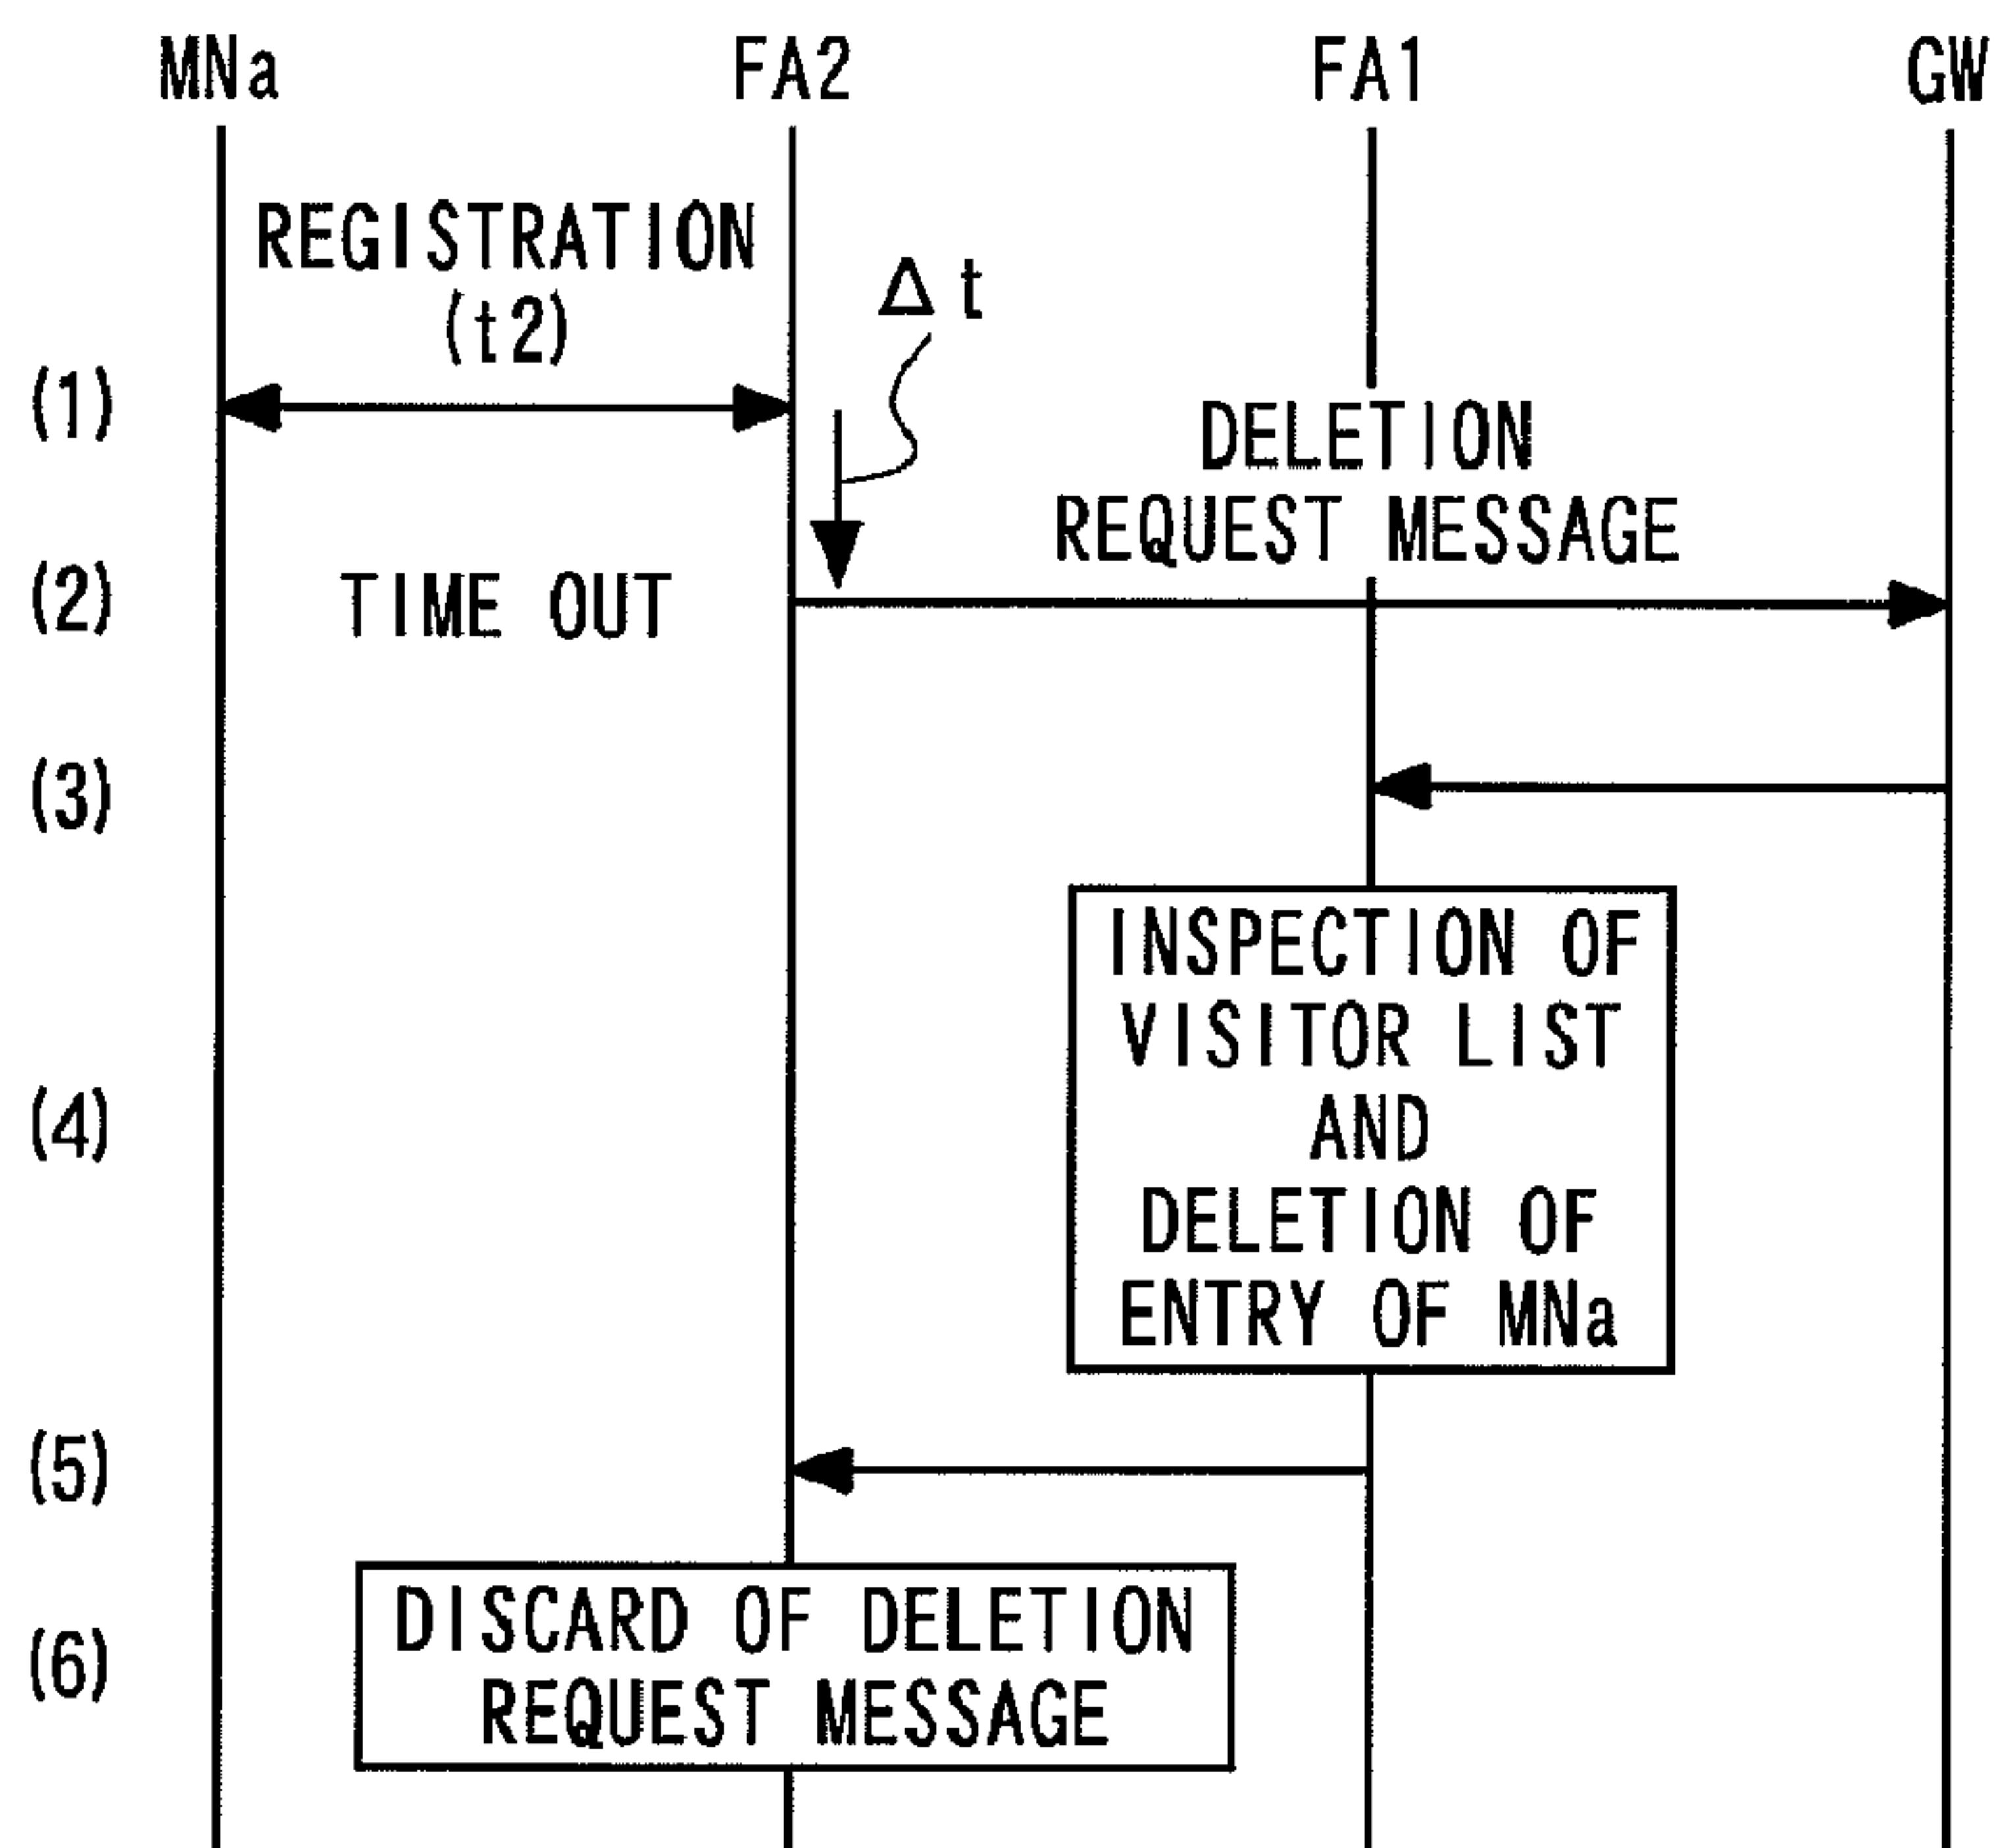 MNa FA2 FA1 GW
REGISTRATION
(t2)
Δt
(1)
DELETION
REQUEST MESSAGE
(2) TIME OUT
(3)
INSPECTION OF
VISITOR LIST
(4) AND
DELETION OF
ENTRY OF MNa
(5)
DISCARD OF DELETION
(6)
REQUEST MESSAGE